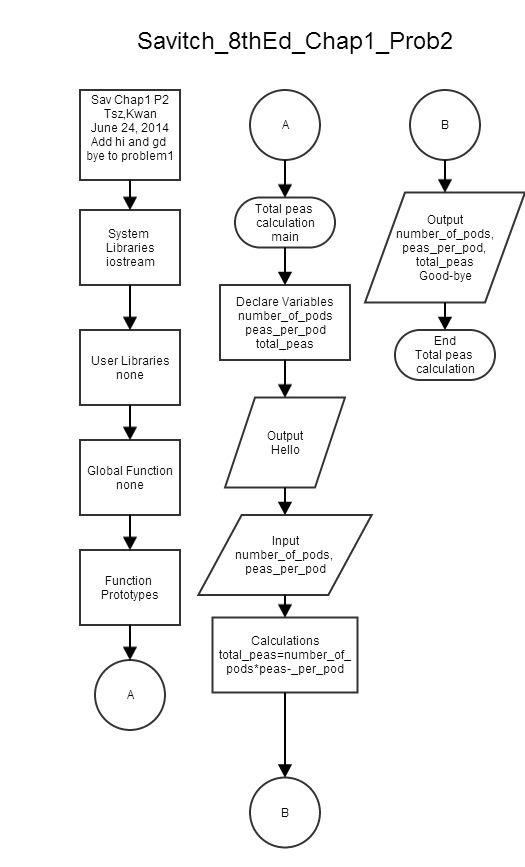 Savitch_8thEd_Chap1_Prob2
Sav Chap1 P2
Tsz,Kwan
June 24, 2014
Add hi and gd
bye to problem1
System
Libraries
iostream
User Libraries
none
Global Function
none
Function
Prototypes
A
A
Total peas
calculation
main
Declare Variables
number_of_pods
peas_per_pod
total_peas
Output
Hello
Input
number_of_pods,
peas_per_pod
Calculations
total_peas=number_of_
pods*peas-_per_pod
B
B
Output
number_of_pods,
peas_per_pod,
total_peas
Good-bye
End
Total peas
calculation